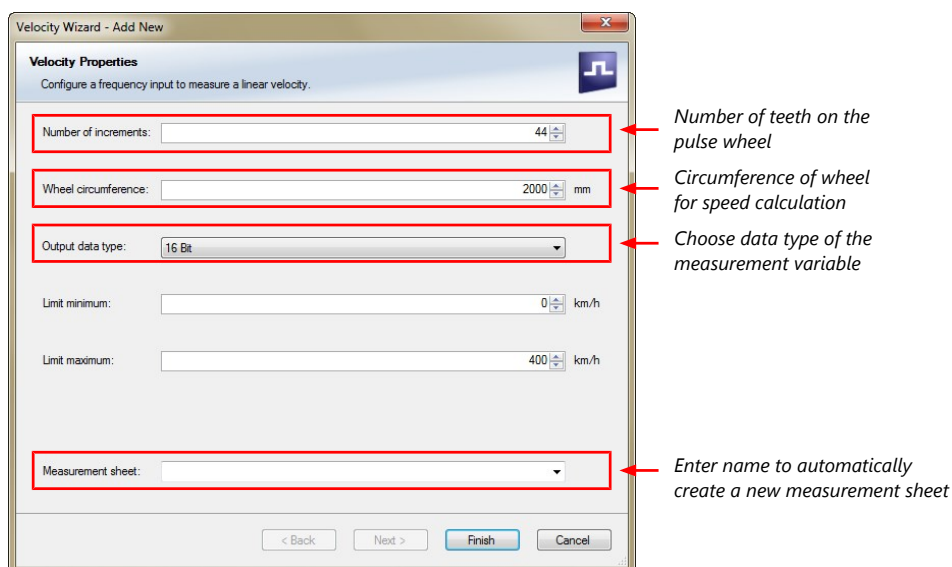 Velocity Wizard - Add New
Velocity Properties
Configure a frequency input to measure a linear velocity.
Number of increments: 44
Number of teeth on the
pulse wheel
Wheel circumference: 2000 mm
Circumference of wheel
for speed calculation
Output data type: 16 Bit
Choose data type of the
measurement variable
Limit minimum: 0 km/h
Limit maximum: 400 km/h
Measurement sheet:
Enter name to automatically
create a new measurement sheet
< Back Next > Finish Cancel